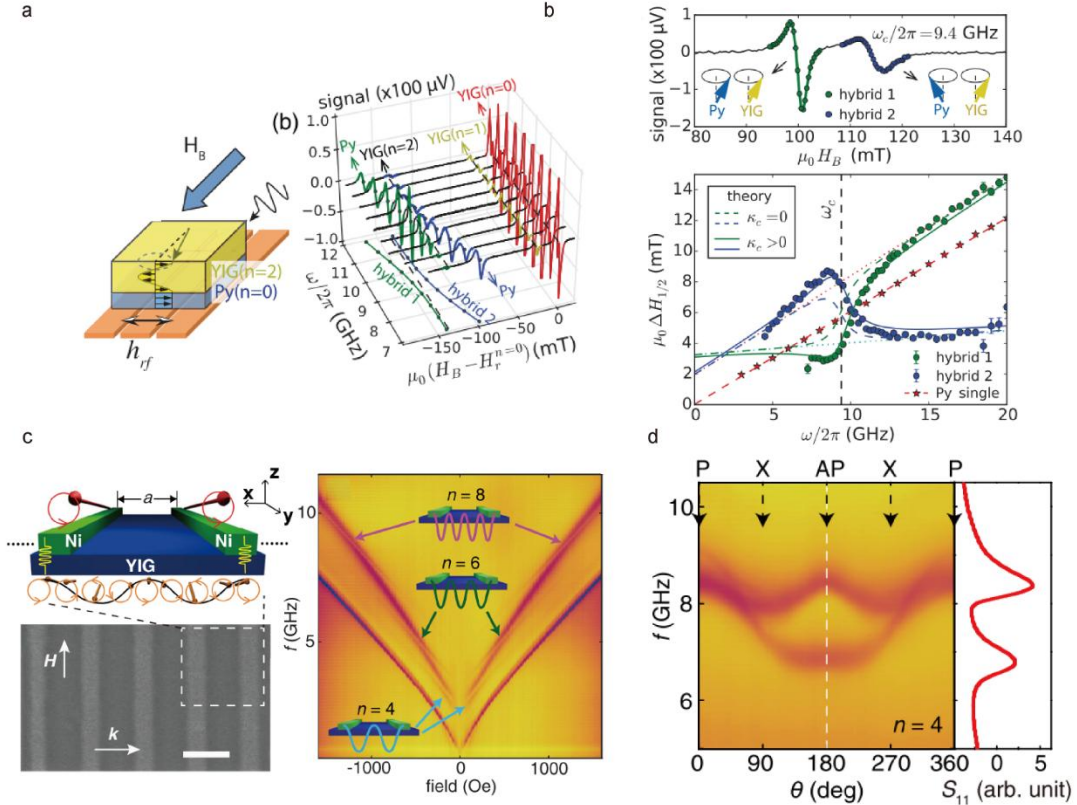 a
H_B
YIG(n=2)
Py(n=0)
h_rf
(b)
signal (x100 μV)
1.0
0.5
0.0
-0.5
-1.0
Py
YIG(n=2)
YIG(n=1)
YIG(n=0)
hybrid 1
hybrid 2
Py
12
11
10
9
8
7
ω/2π (GHz)
-150
-100
-50
0
μ₀(H_B − H_r^{n=0}) (mT)
b
signal (x100 μV)
1
0
−1
−2
ω_c/2π = 9.4 GHz
Py YIG
Py YIG
hybrid 1
hybrid 2
80 90 100 110 120 130 140
μ₀H_B (mT)
μ₀ΔH_{1/2} (mT)
14
12
10
8
6
4
2
0
theory
κ_c = 0
κ_c > 0
ω_c
hybrid 1
hybrid 2
Py single
0 5 10 15 20
ω/2π (GHz)
c
a
z
x
y
Ni
Ni
YIG
H
k
f (GHz)
10
5
n = 8
n = 6
n = 4
-1000 0 1000
field (Oe)
d
P X AP X P
f (GHz)
10
8
6
n = 4
0 90 180 270 360
θ (deg)
0 5
S₁₁ (arb. unit)